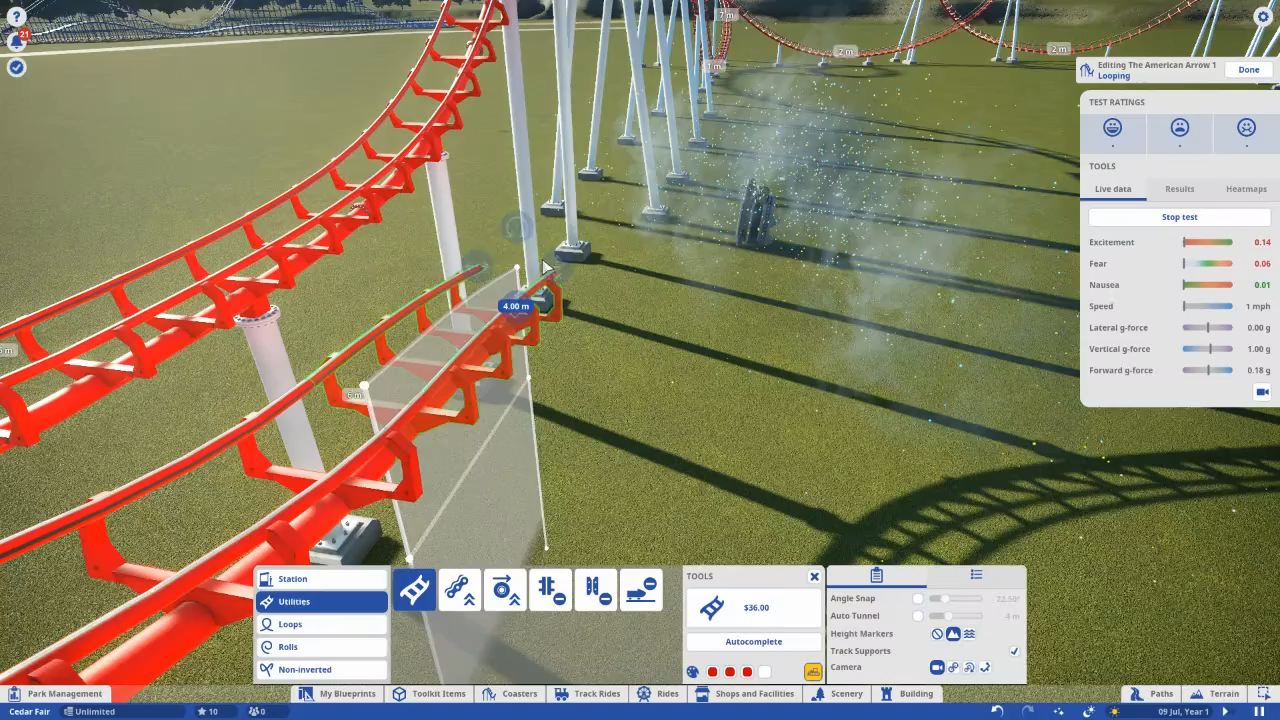 ?
21
7 m
2 m
2 m
1 m
Editing The American Arrow 1
Looping
Done
TEST RATINGS
TOOLS
Live data
Results
Heatmaps
Stop test
Excitement
0.14
Fear
0.06
Nausea
0.01
Speed
1 mph
Lateral g-force
0.00 g
Vertical g-force
1.00 g
Forward g-force
0.18 g
4.00 m
6 m
Station
Utilities
Loops
Rolls
Non-inverted
TOOLS
$36.00
Autocomplete
Angle Snap
22.50°
Auto Tunnel
4 m
Height Markers
Track Supports
Camera
Park Management
My Blueprints
Toolkit Items
Coasters
Track Rides
Rides
Shops and Facilities
Scenery
Building
Paths
Terrain
Cedar Fair
Unlimited
10
0
09 Jul, Year 1